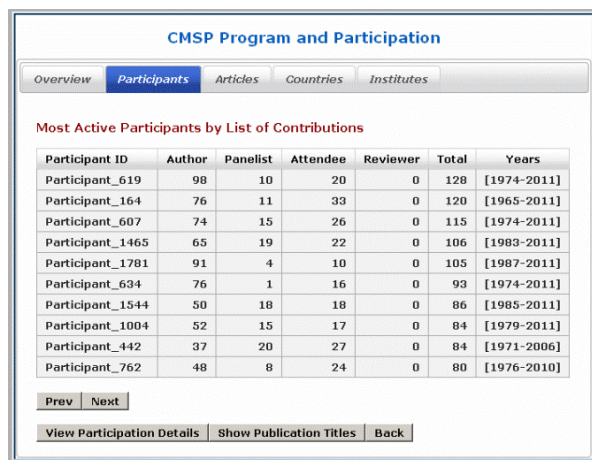 CMSP Program and Participation
Overview Participants Articles Countries Institutes
Most Active Participants by List of Contributions
Participant ID Author Panelist Attendee Reviewer Total Years
Participant_619 98 10 20 0 128 [1974-2011]
Participant_164 76 11 33 0 120 [1965-2011]
Participant_607 74 15 26 0 115 [1974-2011]
Participant_1465 65 19 22 0 106 [1983-2011]
Participant_1781 91 4 10 0 105 [1987-2011]
Participant_634 76 1 16 0 93 [1974-2011]
Participant_1544 50 18 18 0 86 [1985-2011]
Participant_1004 52 15 17 0 84 [1979-2011]
Participant_442 37 20 27 0 84 [1971-2006]
Participant_762 48 8 24 0 80 [1976-2010]
Prev Next
View Participation Details Show Publication Titles Back